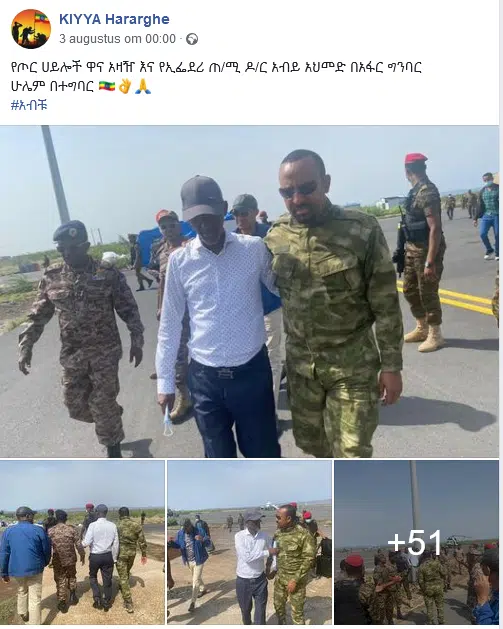 KIYYA Hararghe
3 augustus om 00:00 ·
የጦር ሀይሎች ዋና አዛዥ እና የኢፌደሪ ጠ/ሚ ዶ/ር አብይ አህመድ በአፋር ግንባር
ሁሌም በተግባር 🇪🇹👌🙏
#አብቹ
+51